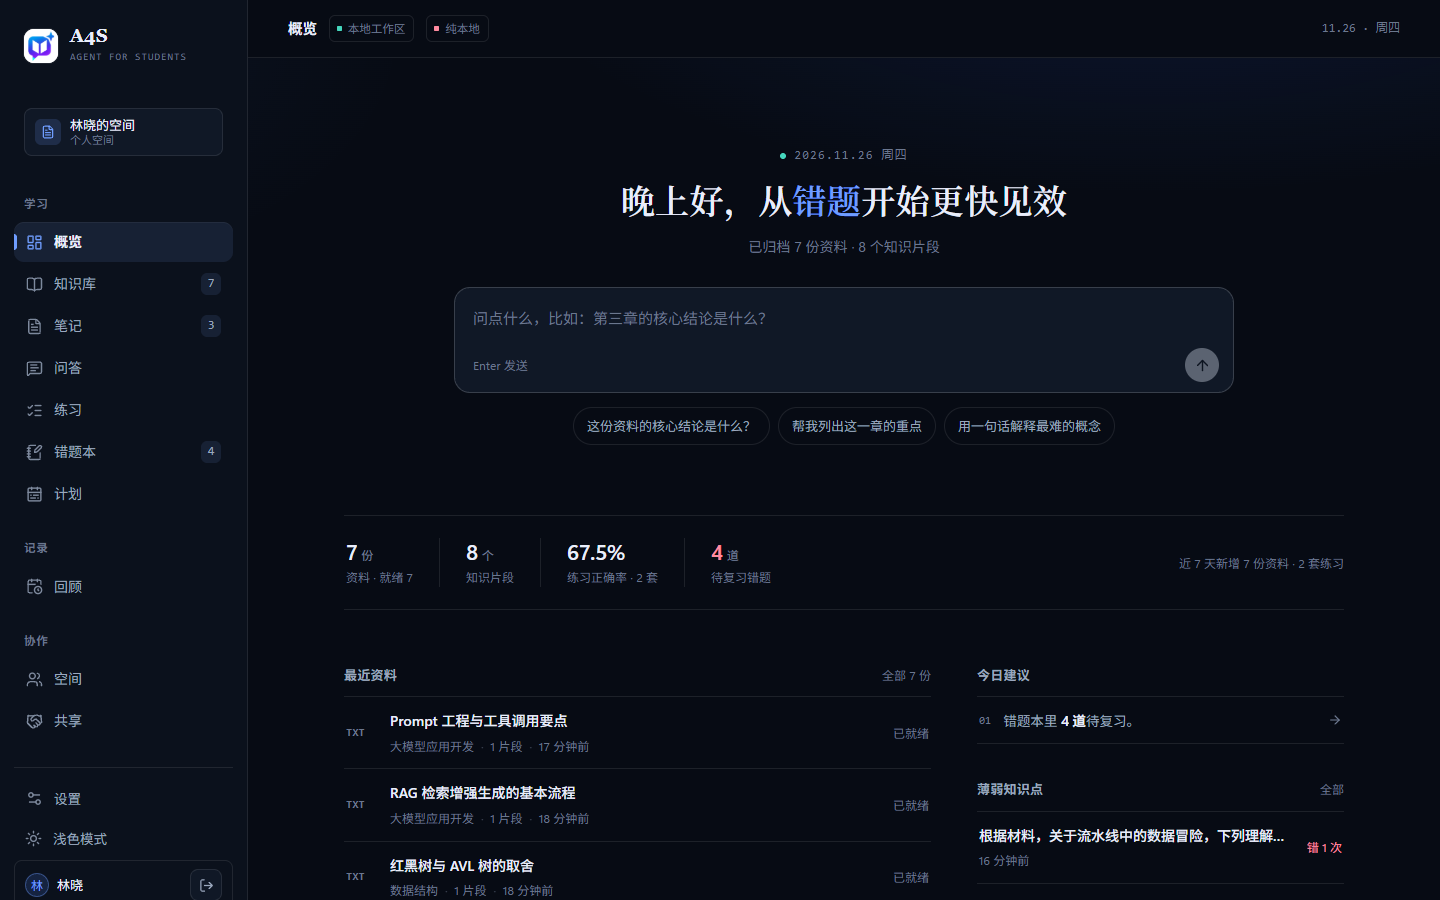 A4S
AGENT FOR STUDENTS
林晓的空间
个人空间
学习
概览
知识库 7
笔记 3
问答
练习
错题本 4
计划
记录
回顾
协作
空间
共享
设置
浅色模式
林 林晓
概览 本地工作区 纯本地 11.26 · 周四
2026.11.26 周四
晚上好，从错题开始更快见效
已归档 7 份资料 · 8 个知识片段
问点什么，比如：第三章的核心结论是什么？
Enter 发送
这份资料的核心结论是什么？ 帮我列出这一章的重点 用一句话解释最难的概念
7 份 8 个 67.5% 4 道
资料 · 就绪 7 知识片段 练习正确率 · 2 套 待复习错题
近 7 天新增 7 份资料 · 2 套练习
最近资料 全部 7 份
TXT Prompt 工程与工具调用要点
大模型应用开发 · 1 片段 · 17 分钟前 已就绪
TXT RAG 检索增强生成的基本流程
大模型应用开发 · 1 片段 · 18 分钟前 已就绪
TXT 红黑树与 AVL 树的取舍
数据结构 · 1 片段 · 18 分钟前 已就绪
今日建议
01 错题本里 4 道待复习。
薄弱知识点 全部
根据材料，关于流水线中的数据冒险，下列理解...
16 分钟前 错 1 次